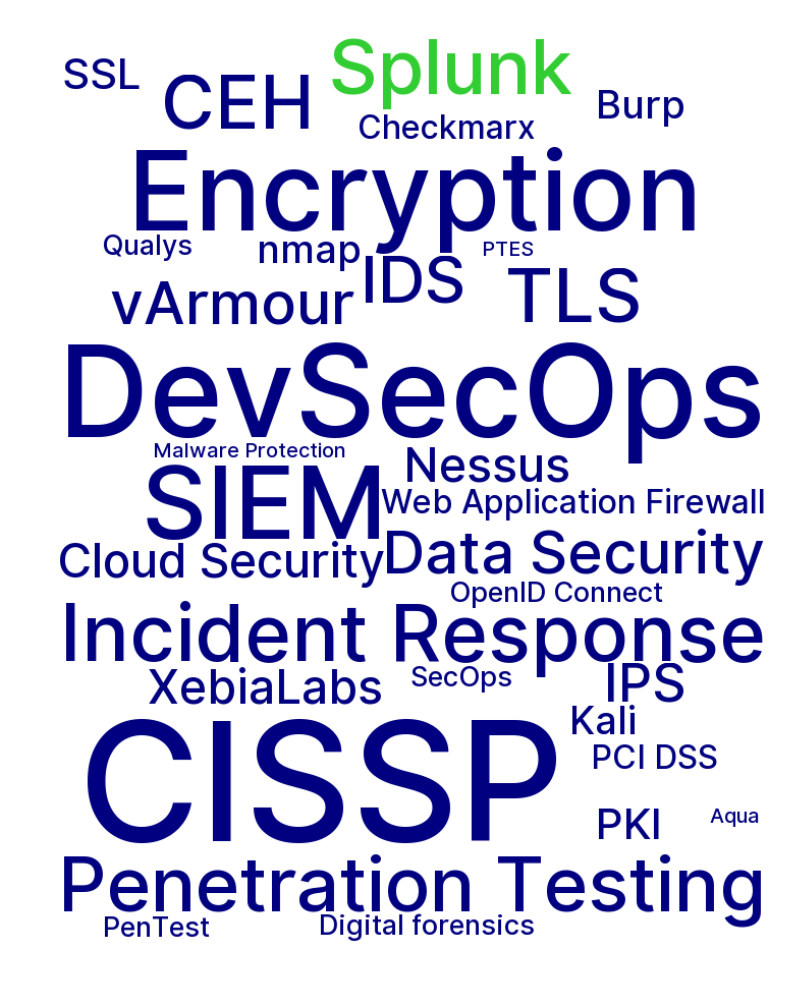 Splunk
SSL
CEH
Burp
Checkmarx
Encryption
Qualys
nmap
PTES
IDS
vArmour
TLS
DevSecOps
Malware Protection
Nessus
SIEM
Web Application Firewall
Cloud Security
Data Security
OpenID Connect
Incident Response
XebiaLabs
SecOps
IPS
Kali
CISSP
PCI DSS
PKI
Aqua
Penetration Testing
PenTest
Digital forensics